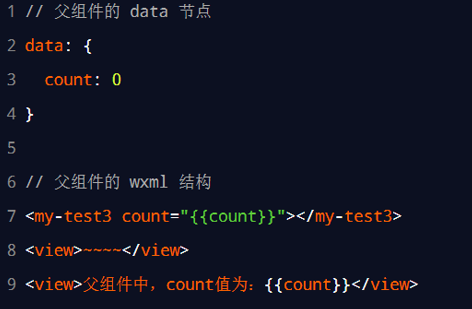 1 // 父组件的 data 节点
2 data: {
3   count: 0
4 }
5
6 // 父组件的 wxml 结构
7 <my-test3 count="{{count}}"></my-test3>
8 <view>~~~~</view>
9 <view>父组件中，count值为：{{count}}</view>